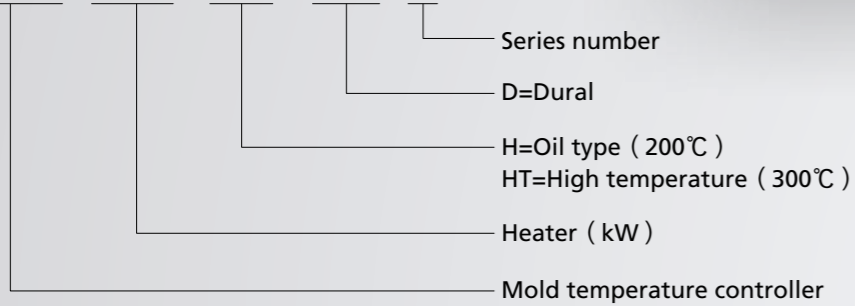 Series number
D=Dural
H=Oil type（200℃）
HT=High temperature（300℃）
Heater（kW）
Mold temperature controller